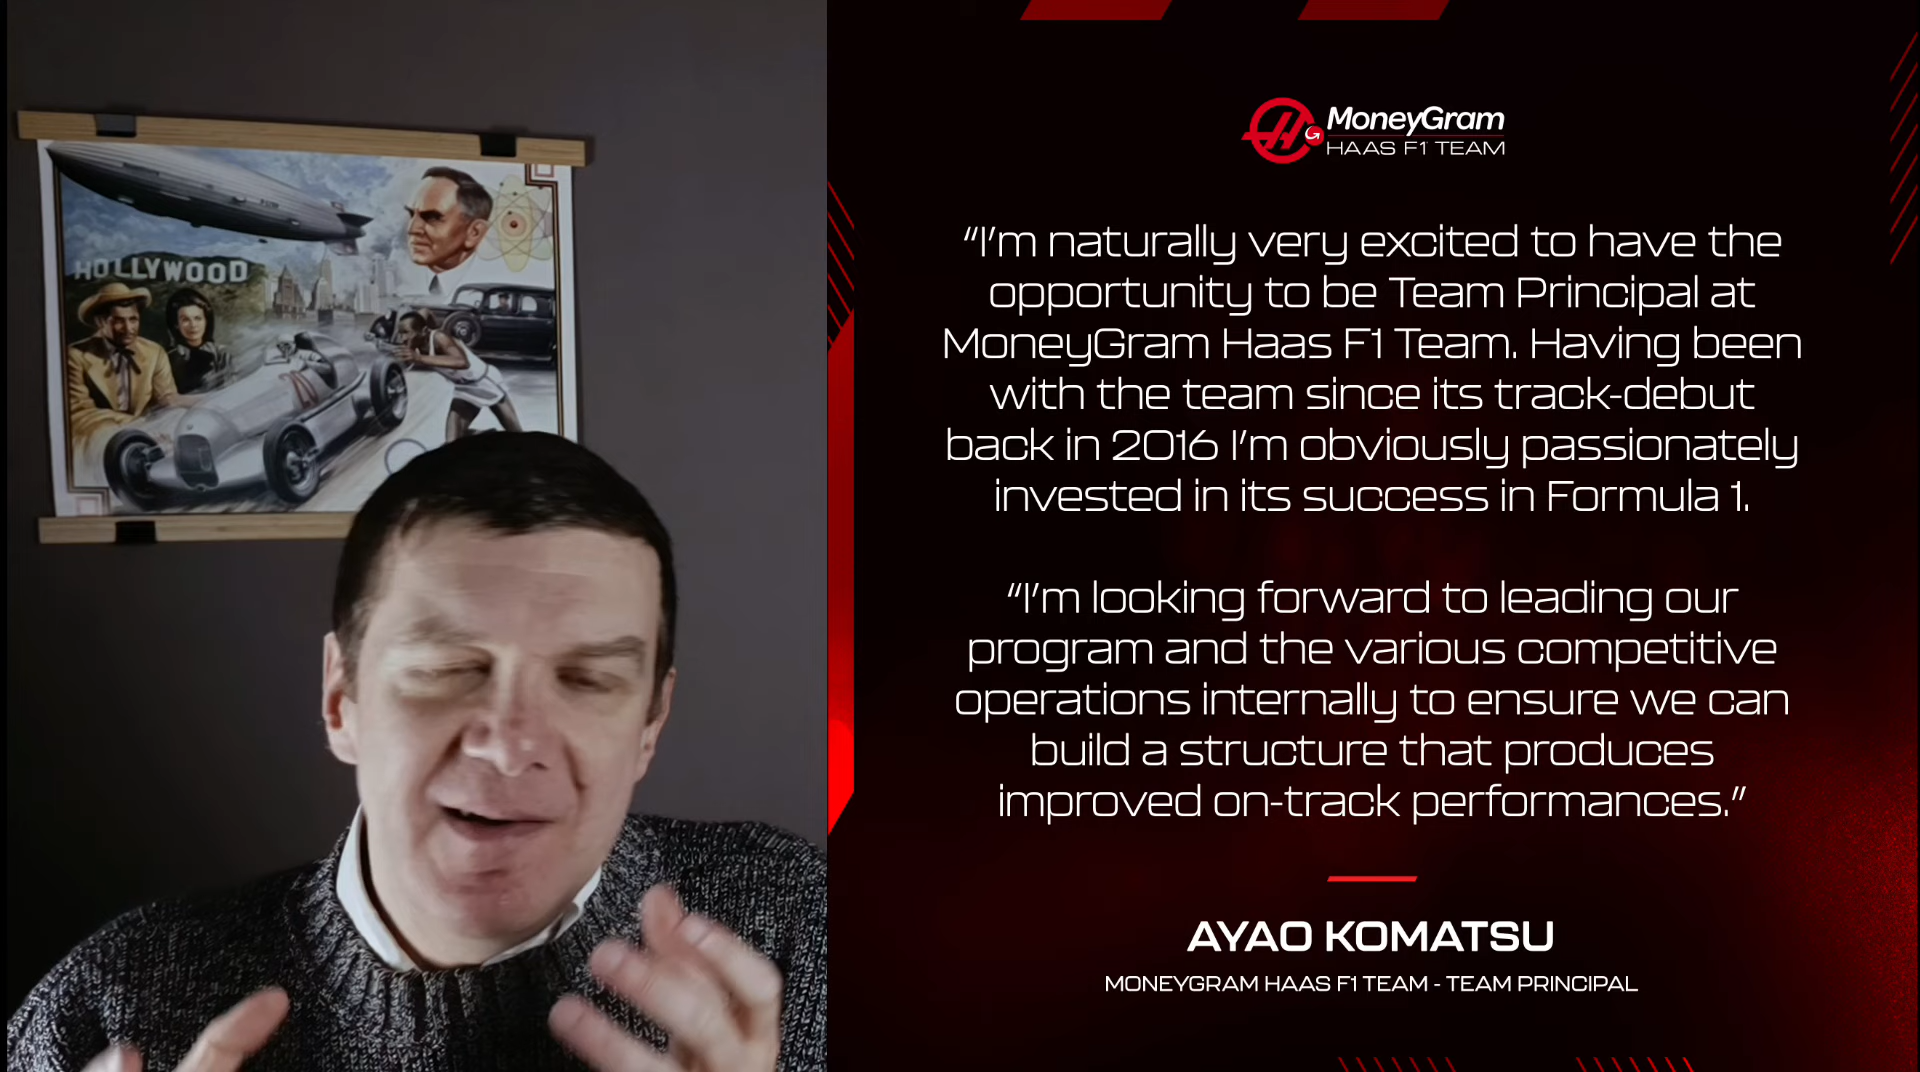 HOLLYWOOD
MoneyGram
HAAS F1 TEAM
“I’m naturally very excited to have the
opportunity to be Team Principal at
MoneyGram Haas F1 Team. Having been
with the team since its track-debut
back in 2016 I’m obviously passionately
invested in its success in Formula 1.
“I’m looking forward to leading our
program and the various competitive
operations internally to ensure we can
build a structure that produces
improved on-track performances.”
AYAO KOMATSU
MONEYGRAM HAAS F1 TEAM - TEAM PRINCIPAL